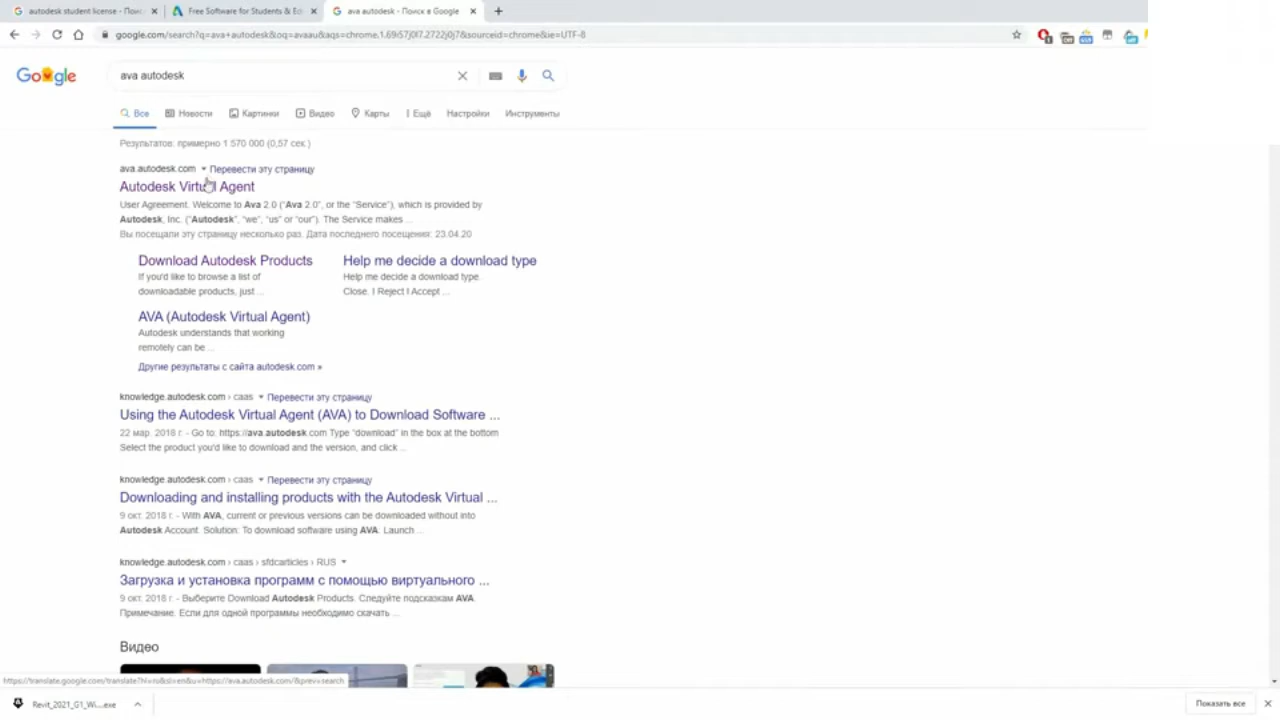 autodesk student license - Поис
Free Software for Students & Ed
ava autodesk - Поиск в Google
google.com/search?q=ava+autodesk&oq=avaau&aqs=chrome.1.69i57j0l7.2722j0j7&sourceid=chrome&ie=UTF-8
Google
ava autodesk
Все
Новости
Картинки
Видео
Карты
Ещё
Настройки
Инструменты
Результатов: примерно 1 570 000 (0,57 сек.)
ava.autodesk.com Перевести эту страницу
Autodesk Virtual Agent
User Agreement. Welcome to Ava 2.0 ("Ava 2.0", or the "Service"), which is provided by
Autodesk, Inc. ("Autodesk", "we", "us" or "our"). The Service makes ...
Вы посещали эту страницу несколько раз. Дата последнего посещения: 23.04.20
Download Autodesk Products
If you'd like to browse a list of
downloadable products, just ...
Help me decide a download type
Help me decide a download type.
Close. I Reject I Accept ...
AVA (Autodesk Virtual Agent)
Autodesk understands that working
remotely can be ...
Другие результаты с сайта autodesk.com »
knowledge.autodesk.com › caas Перевести эту страницу
Using the Autodesk Virtual Agent (AVA) to Download Software ...
22 мар. 2018 г. - Go to: https://ava.autodesk.com Type "download" in the box at the bottom
Select the product you'd like to download and the version, and click ...
knowledge.autodesk.com › caas Перевести эту страницу
Downloading and installing products with the Autodesk Virtual ...
9 окт. 2018 г. - With AVA, current or previous versions can be downloaded without into
Autodesk Account. Solution: To download software using AVA: Launch ...
knowledge.autodesk.com › caas › sfdcarticles › RUS
Загрузка и установка программ с помощью виртуального ...
9 окт. 2018 г. - Выберите Download Autodesk Products. Следуйте подсказкам AVA.
Примечание. Если для одной программы необходимо скачать ...
Видео
https://translate.google.com/translate?hl=ru&sl=en&u=https://ava.autodesk.com/&prev=search
Revit_2021_G1_Wi....exe
Показать все